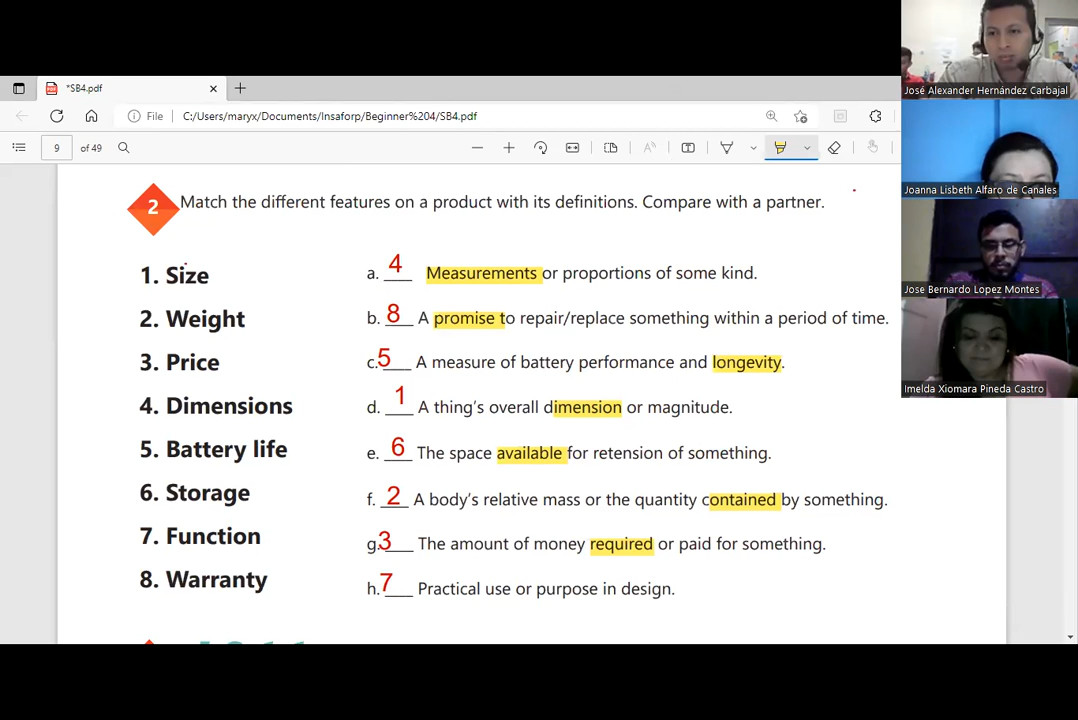 *SB4.pdf
File C:/Users/maryx/Documents/Insaforp/Beginner%204/SB4.pdf
9 of 49
2 Match the different features on a product with its definitions. Compare with a partner.
1. Size a. 4 Measurements or proportions of some kind.
2. Weight b. 8 A promise to repair/replace something within a period of time.
3. Price c. 5 A measure of battery performance and longevity.
4. Dimensions d. 1 A thing's overall dimension or magnitude.
5. Battery life e. 6 The space available for retension of something.
6. Storage f. 2 A body's relative mass or the quantity contained by something.
7. Function g. 3 The amount of money required or paid for something.
8. Warranty h. 7 Practical use or purpose in design.
José Alexander Hernández Carbajal
Joanna Lisbeth Alfaro de Canales
Jose Bernardo Lopez Montes
Imelda Xiomara Pineda Castro